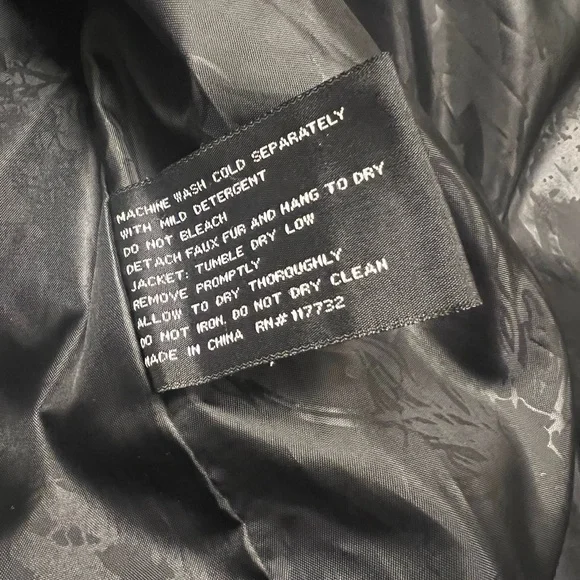 MACHINE WASH COLD SEPARATELY
WITH MILD DETERGENT
DO NOT BLEACH
DETACH FAUX FUR AND HANG TO DRY
JACKET: TUMBLE DRY LOW
REMOVE PROMPTLY
ALLOW TO DRY THOROUGHLY
DO NOT IRON. DO NOT DRY CLEAN
MADE IN CHINA RN# 117732